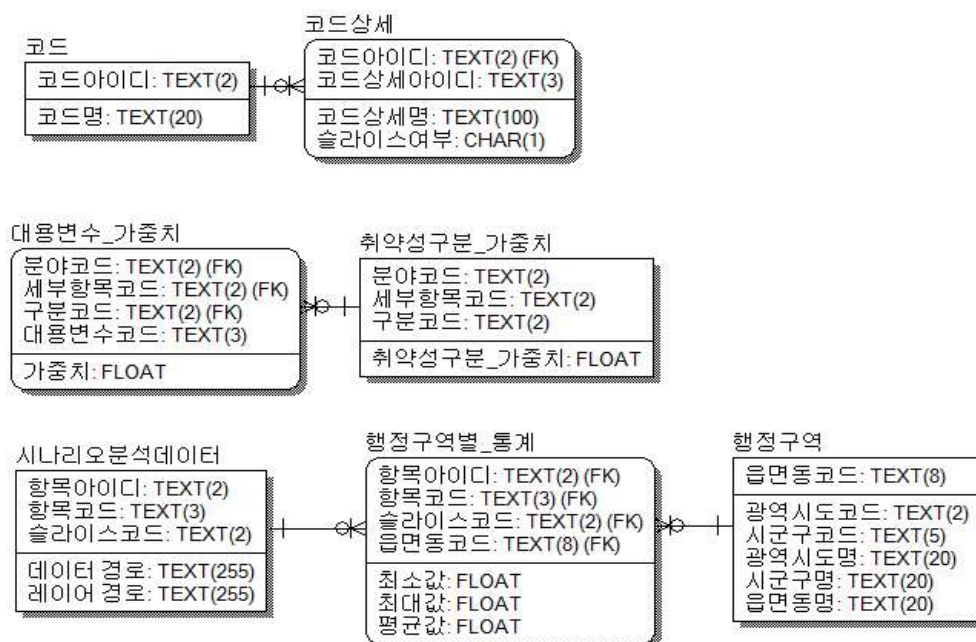 코드
코드아이디: TEXT(2)
코드명: TEXT(20)
코드상세
코드아이디: TEXT(2) (FK)
코드상세아이디: TEXT(3)
코드상세명: TEXT(100)
슬라이스여부: CHAR(1)
대용변수_가중치
분야코드: TEXT(2) (FK)
세부항목코드: TEXT(2) (FK)
구분코드: TEXT(2) (FK)
대용변수코드: TEXT(3)
가중치: FLOAT
취약성구분_가중치
분야코드: TEXT(2)
세부항목코드: TEXT(2)
구분코드: TEXT(2)
취약성구분_가중치: FLOAT
시나리오분석데이터
항목아이디: TEXT(2)
항목코드: TEXT(3)
슬라이스코드: TEXT(2)
데이터 경로: TEXT(255)
레이어 경로: TEXT(255)
행정구역별_통계
항목아이디: TEXT(2) (FK)
항목코드: TEXT(3) (FK)
슬라이스코드: TEXT(2) (FK)
읍면동코드: TEXT(8) (FK)
최소값: FLOAT
최대값: FLOAT
평균값: FLOAT
행정구역
읍면동코드: TEXT(8)
광역시도코드: TEXT(2)
시군구코드: TEXT(5)
광역시도명: TEXT(20)
시군구명: TEXT(20)
읍면동명: TEXT(20)